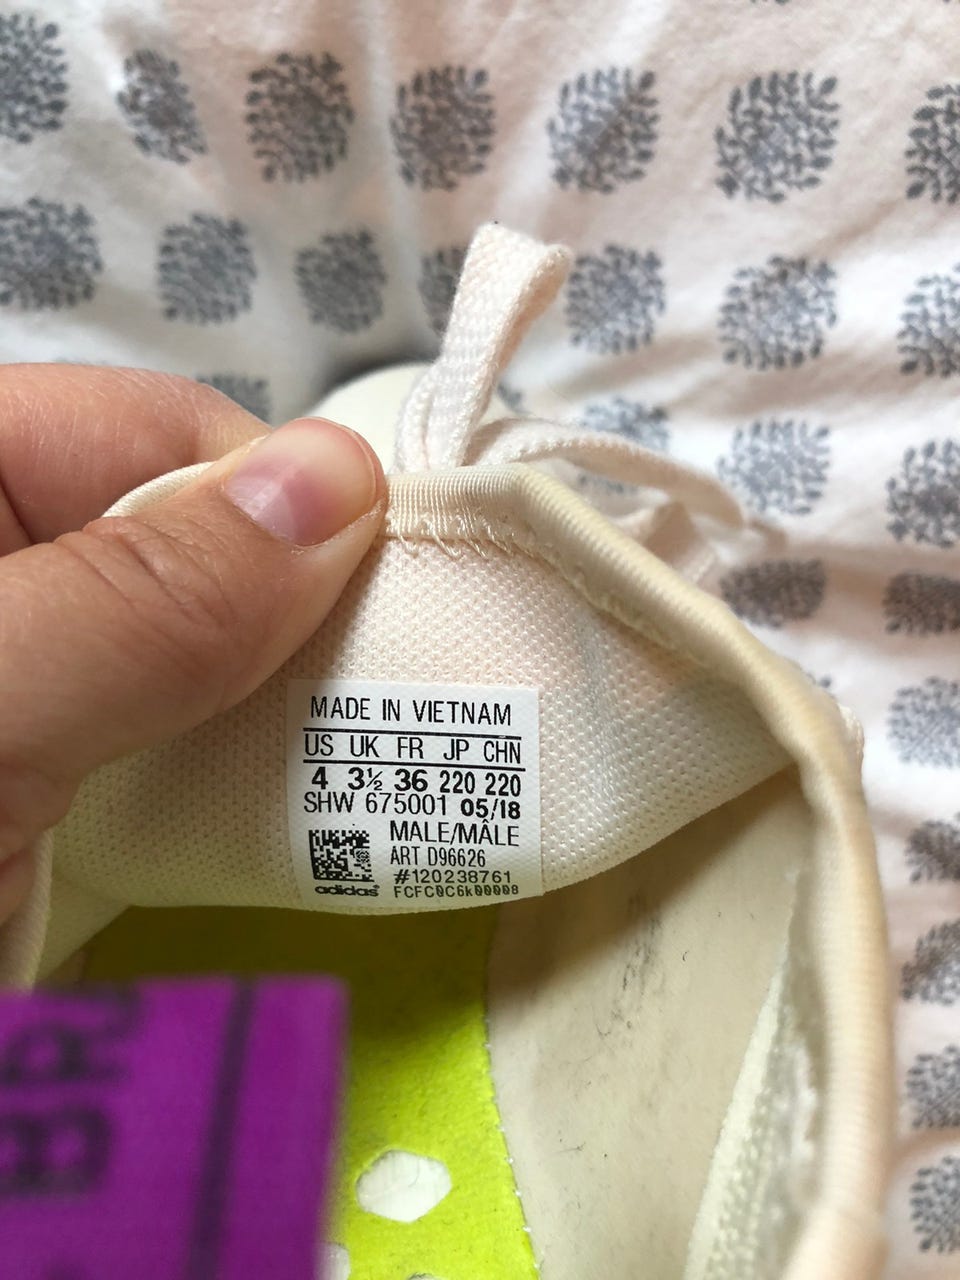 MADE IN VIETNAM
US UK FR JP CHN
4 3½ 36 220 220
SHW 675001 05/18
MALE/MÂLE
ART D96626
#120238761
adidas® FCFC0C6k00008